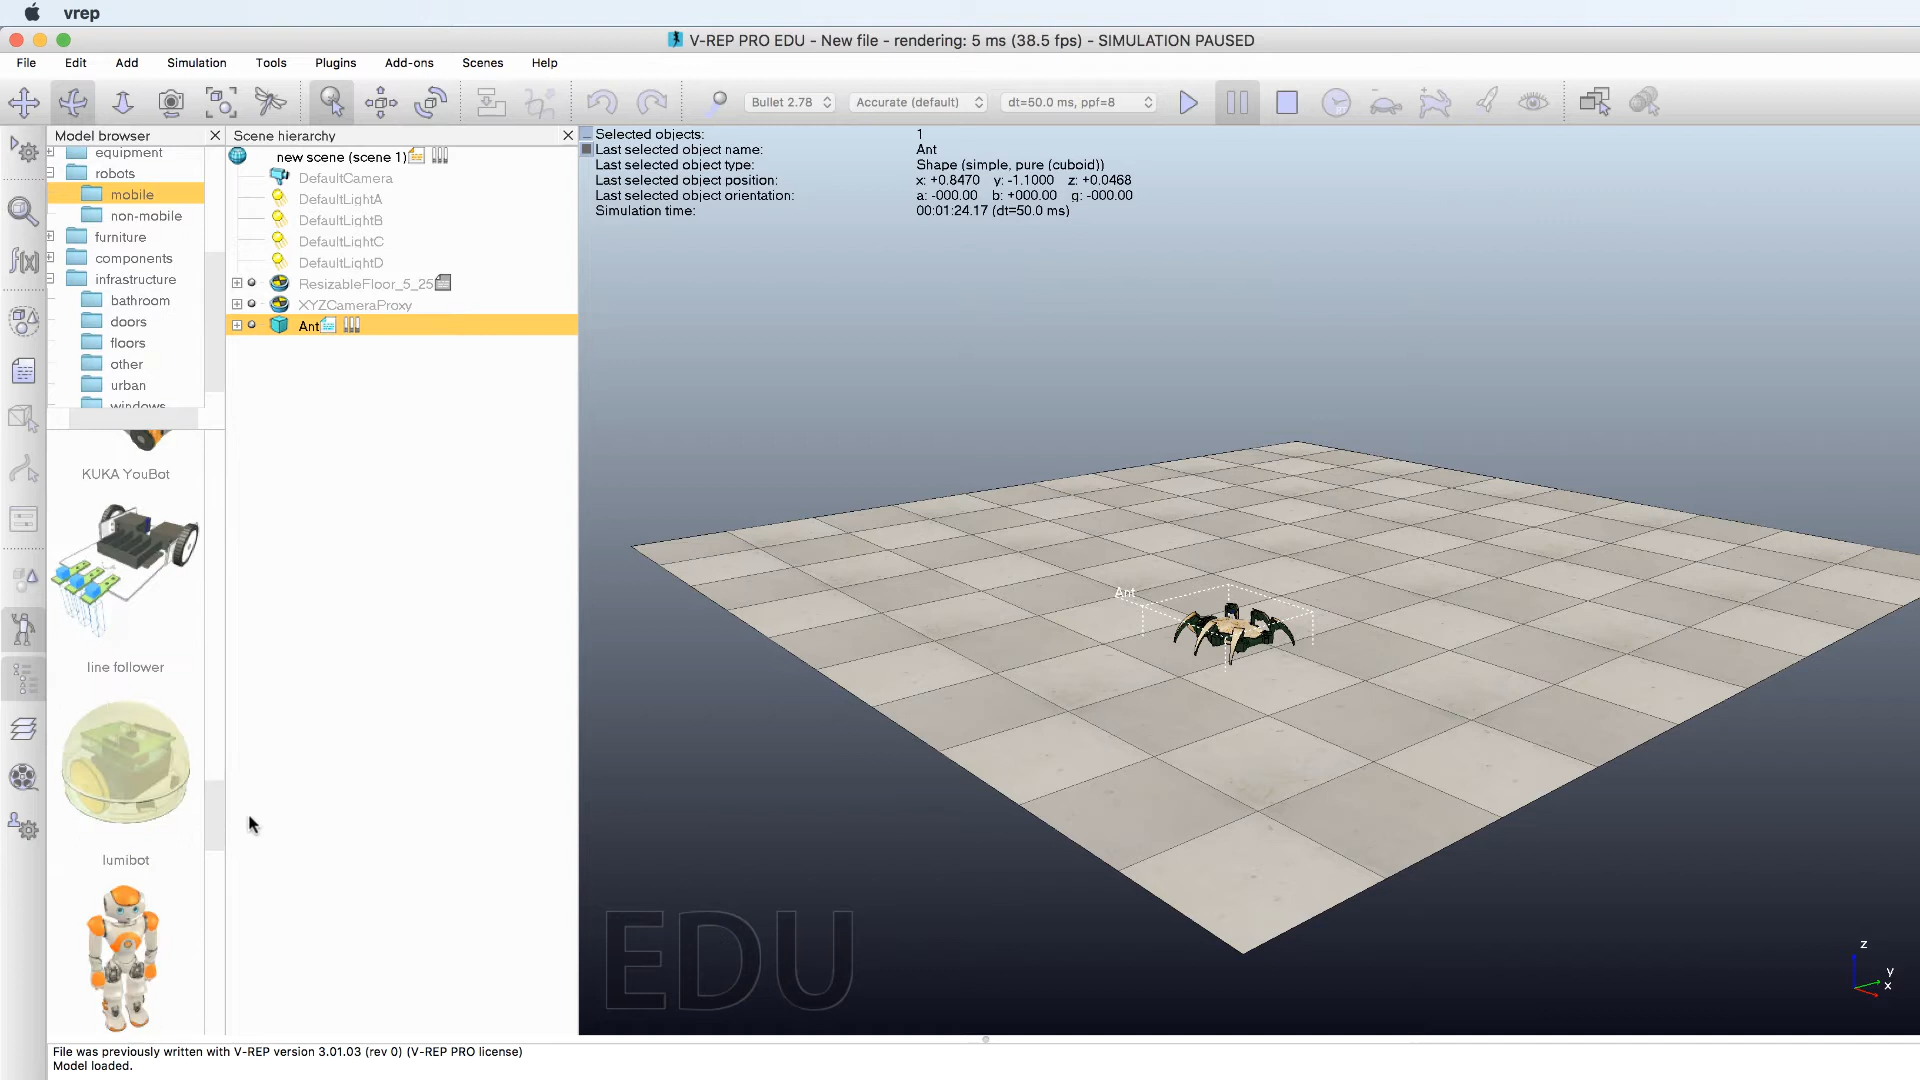 vrep
V-REP PRO EDU - New file - rendering: 5 ms (38.5 fps) - SIMULATION PAUSED
File Edit Add Simulation Tools Plugins Add-ons Scenes Help
Bullet 2.78 Accurate (default) dt=50.0 ms, ppf=8
Model browser
equipment
robots
mobile
non-mobile
furniture
components
infrastructure
bathroom
doors
floors
other
urban
windows
KUKA YouBot
line follower
lumibot
Scene hierarchy
new scene (scene 1)
DefaultCamera
DefaultLightA
DefaultLightB
DefaultLightC
DefaultLightD
ResizableFloor_5_25
XYZCameraProxy
Ant
Selected objects: 1
Last selected object name: Ant
Last selected object type: Shape (simple, pure (cuboid))
Last selected object position: x: +0.8470 y: -1.1000 z: +0.0468
Last selected object orientation: a: -000.00 b: +000.00 g: -000.00
Simulation time: 00:01:24.17 (dt=50.0 ms)
Ant
EDU
z
y
x
File was previously written with V-REP version 3.01.03 (rev 0) (V-REP PRO license)
Model loaded.